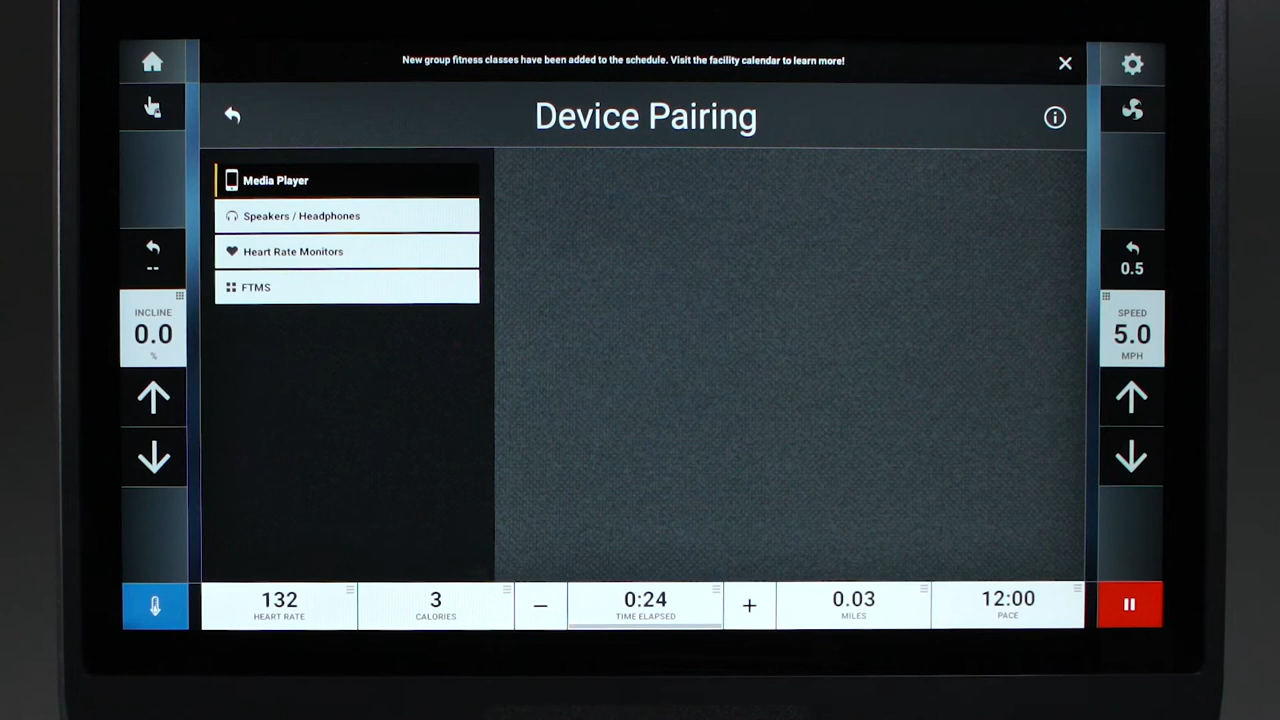 New group fitness classes have been added to the schedule. Visit the facility calendar to learn more!
Device Pairing
Media Player
Speakers / Headphones
Heart Rate Monitors
FTMS
--
INCLINE
0.0
%
0.5
SPEED
5.0
MPH
132
HEART RATE
3
CALORIES
−
0:24
TIME ELAPSED
+
0.03
MILES
12:00
PACE